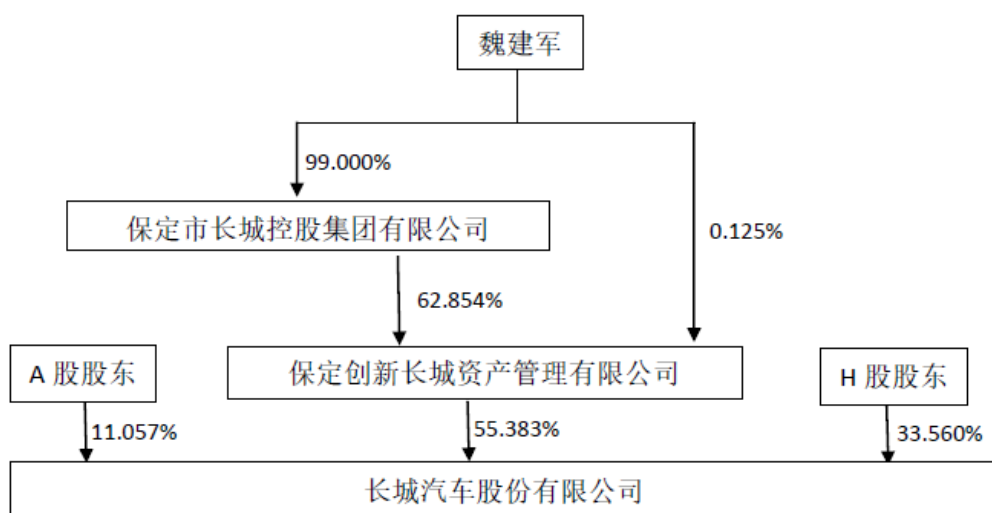 魏建军
99.000%
保定市长城控股集团有限公司
0.125%
62.854%
A 股股东
保定创新长城资产管理有限公司
H 股股东
11.057%
55.383%
33.560%
长城汽车股份有限公司